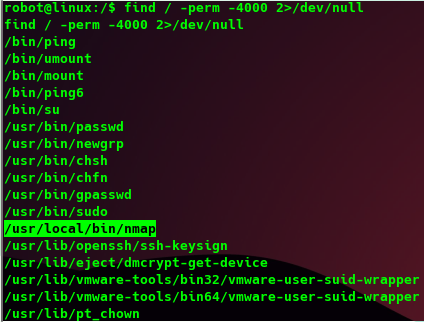 robot@linux:/$ find / -perm -4000 2>/dev/null
find / -perm -4000 2>/dev/null
/bin/ping
/bin/umount
/bin/mount
/bin/ping6
/bin/su
/usr/bin/passwd
/usr/bin/newgrp
/usr/bin/chsh
/usr/bin/chfn
/usr/bin/gpasswd
/usr/bin/sudo
/usr/local/bin/nmap
/usr/lib/openssh/ssh-keysign
/usr/lib/eject/dmcrypt-get-device
/usr/lib/vmware-tools/bin32/vmware-user-suid-wrapper
/usr/lib/vmware-tools/bin64/vmware-user-suid-wrapper
/usr/lib/pt_chown